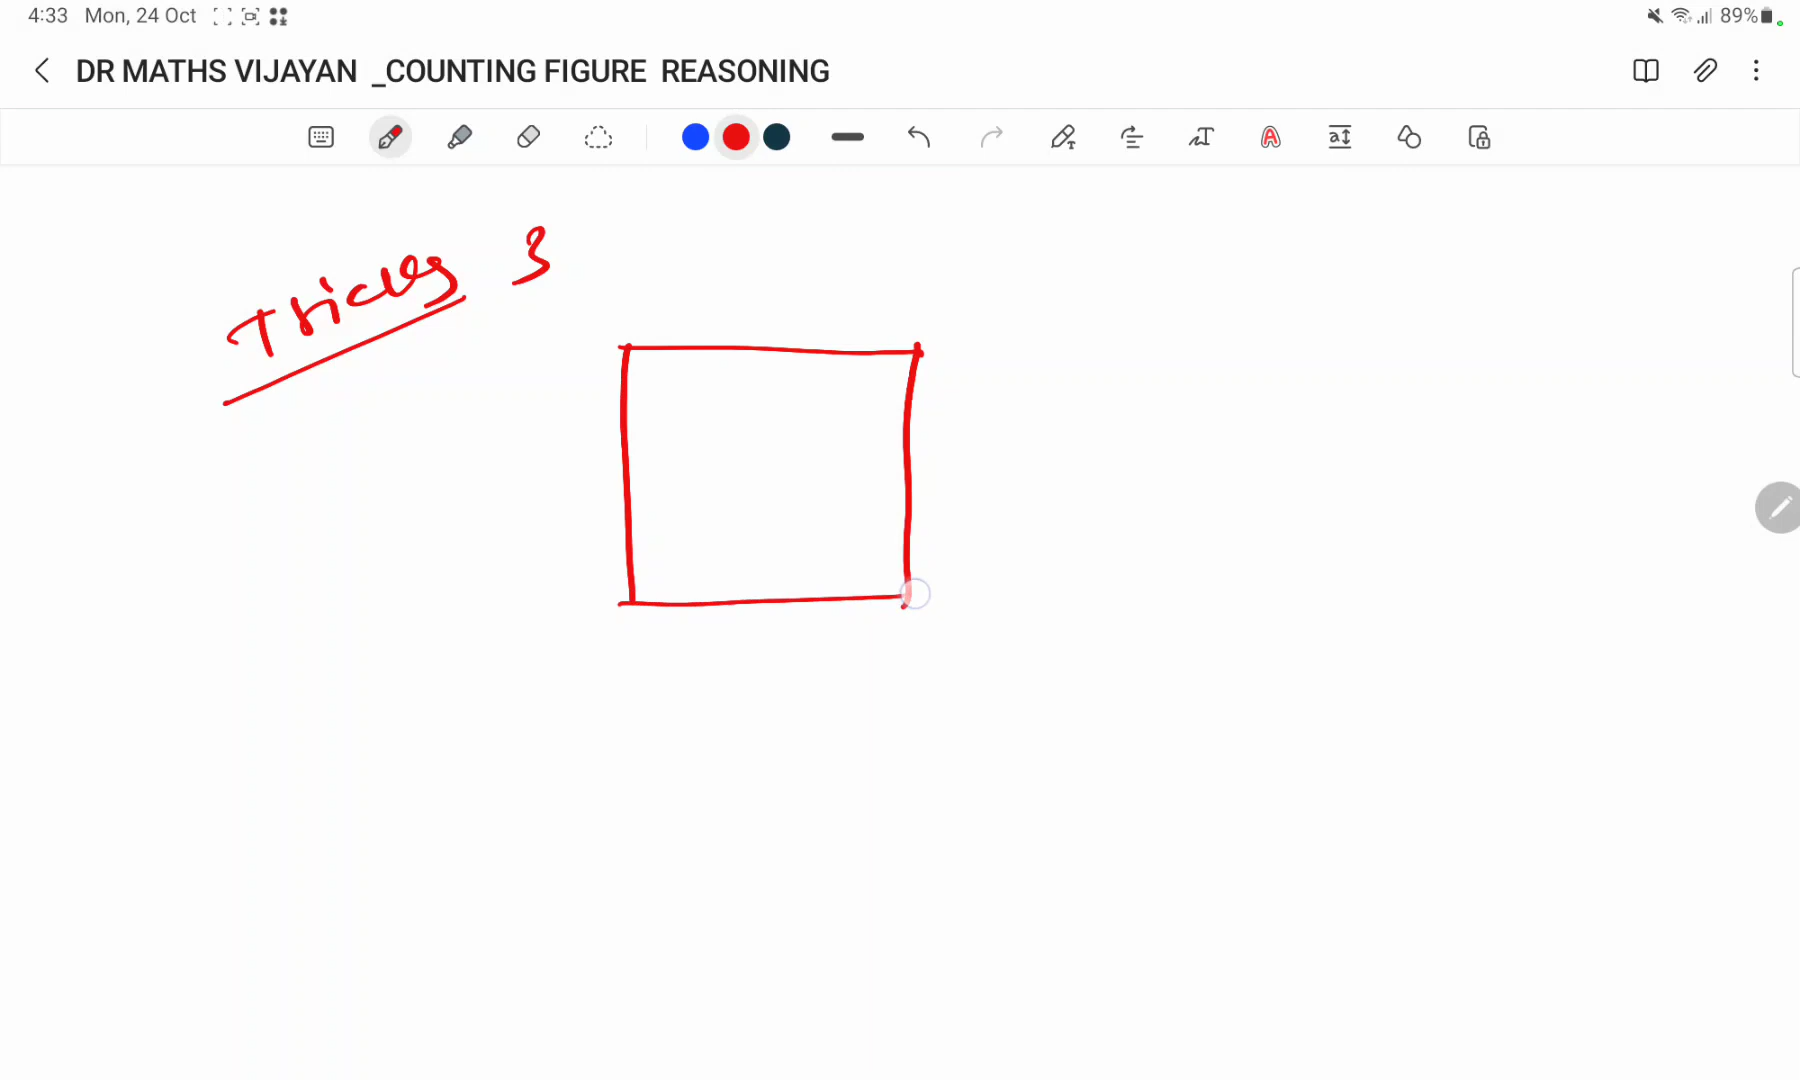 4:33 Mon, 24 Oct
89%
DR MATHS VIJAYAN _COUNTING FIGURE REASONING
Tricks 3